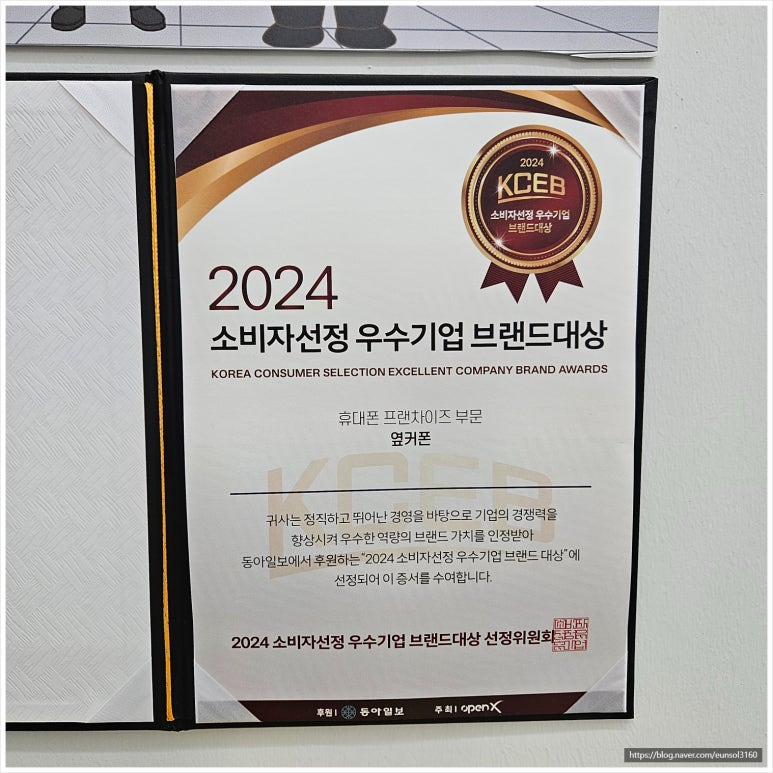 2024
KCEB
소비자선정 우수기업
브랜드대상
2024
소비자선정 우수기업 브랜드대상
KOREA CONSUMER SELECTION EXCELLENT COMPANY BRAND AWARDS
휴대폰 프랜차이즈 부문
옆커폰
KCEB
귀사는 정직하고 뛰어난 경영을 바탕으로 기업의 경쟁력을
향상시켜 우수한 역량의 브랜드 가치를 인정받아
동아일보에서 후원하는 “2024 소비자선정 우수기업 브랜드 대상”에
선정되어 이 증서를 수여합니다.
2024 소비자선정 우수기업 브랜드대상 선정위원회
후원 | 동아일보 주최 | openX
https://blog.naver.com/eunsol3160